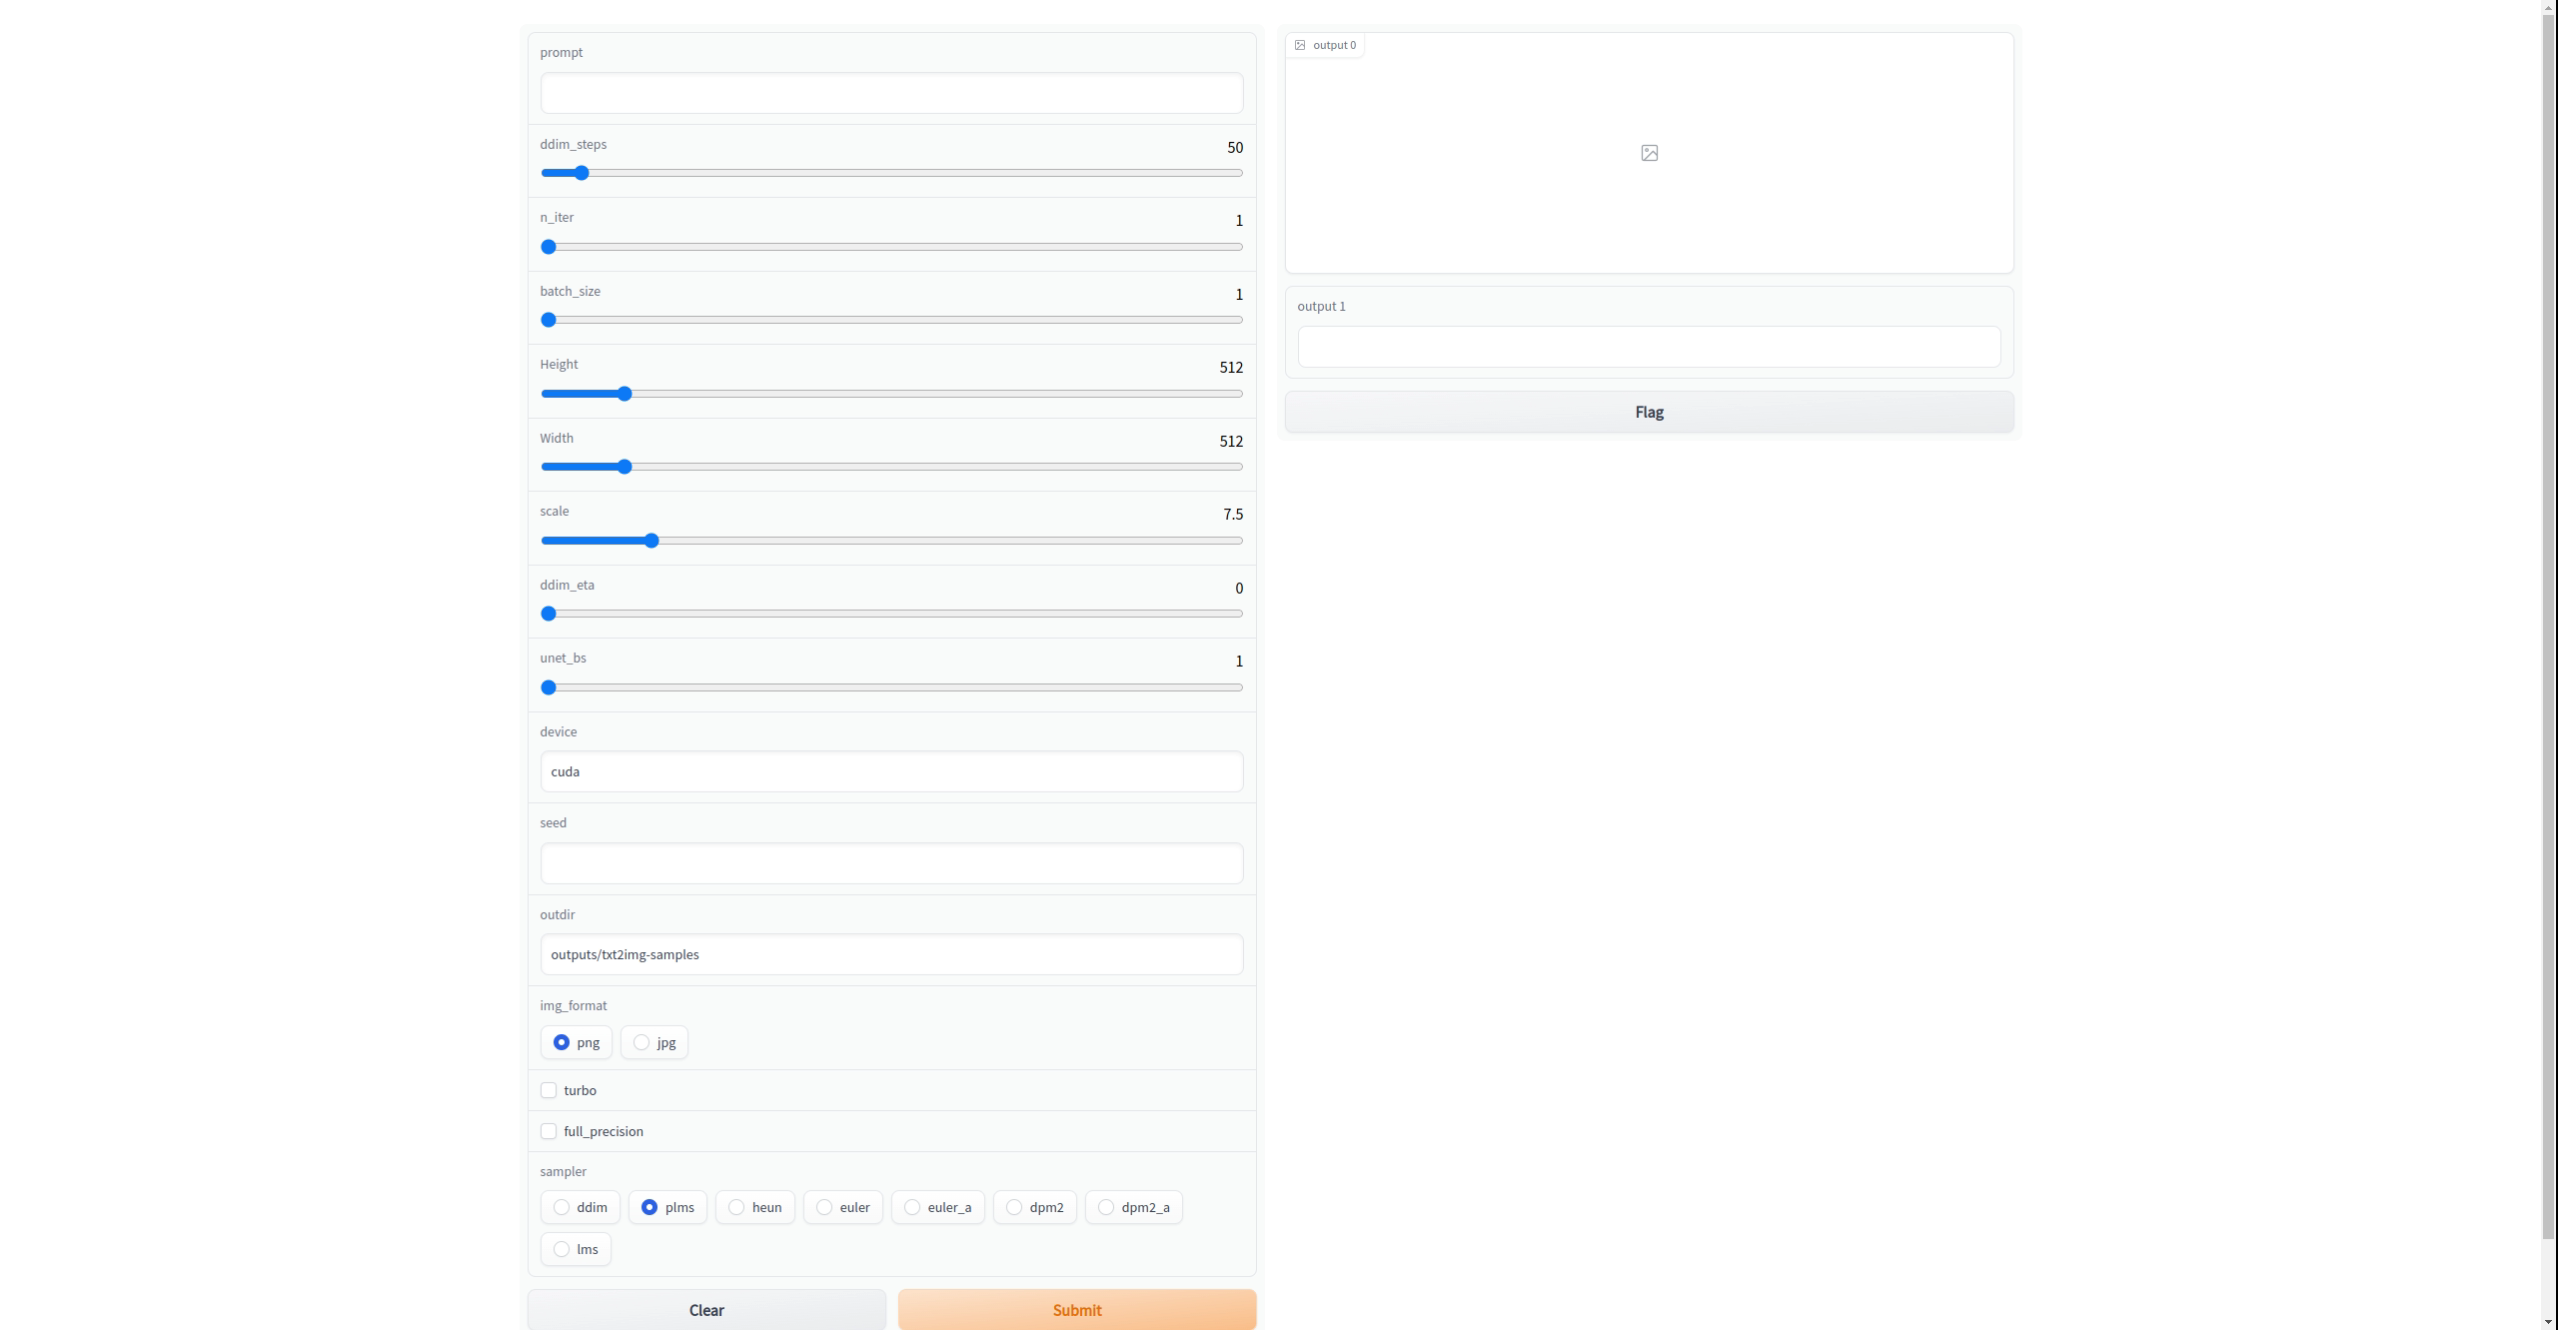 prompt
ddim_steps
50
n_iter
1
batch_size
1
Height
512
Width
512
scale
7.5
ddim_eta
0
unet_bs
1
device
cuda
seed
outdir
outputs/txt2img-samples
img_format
png jpg
turbo
full_precision
sampler
ddim plms heun euler euler_a dpm2 dpm2_a
lms
Clear Submit
output 0
output 1
Flag